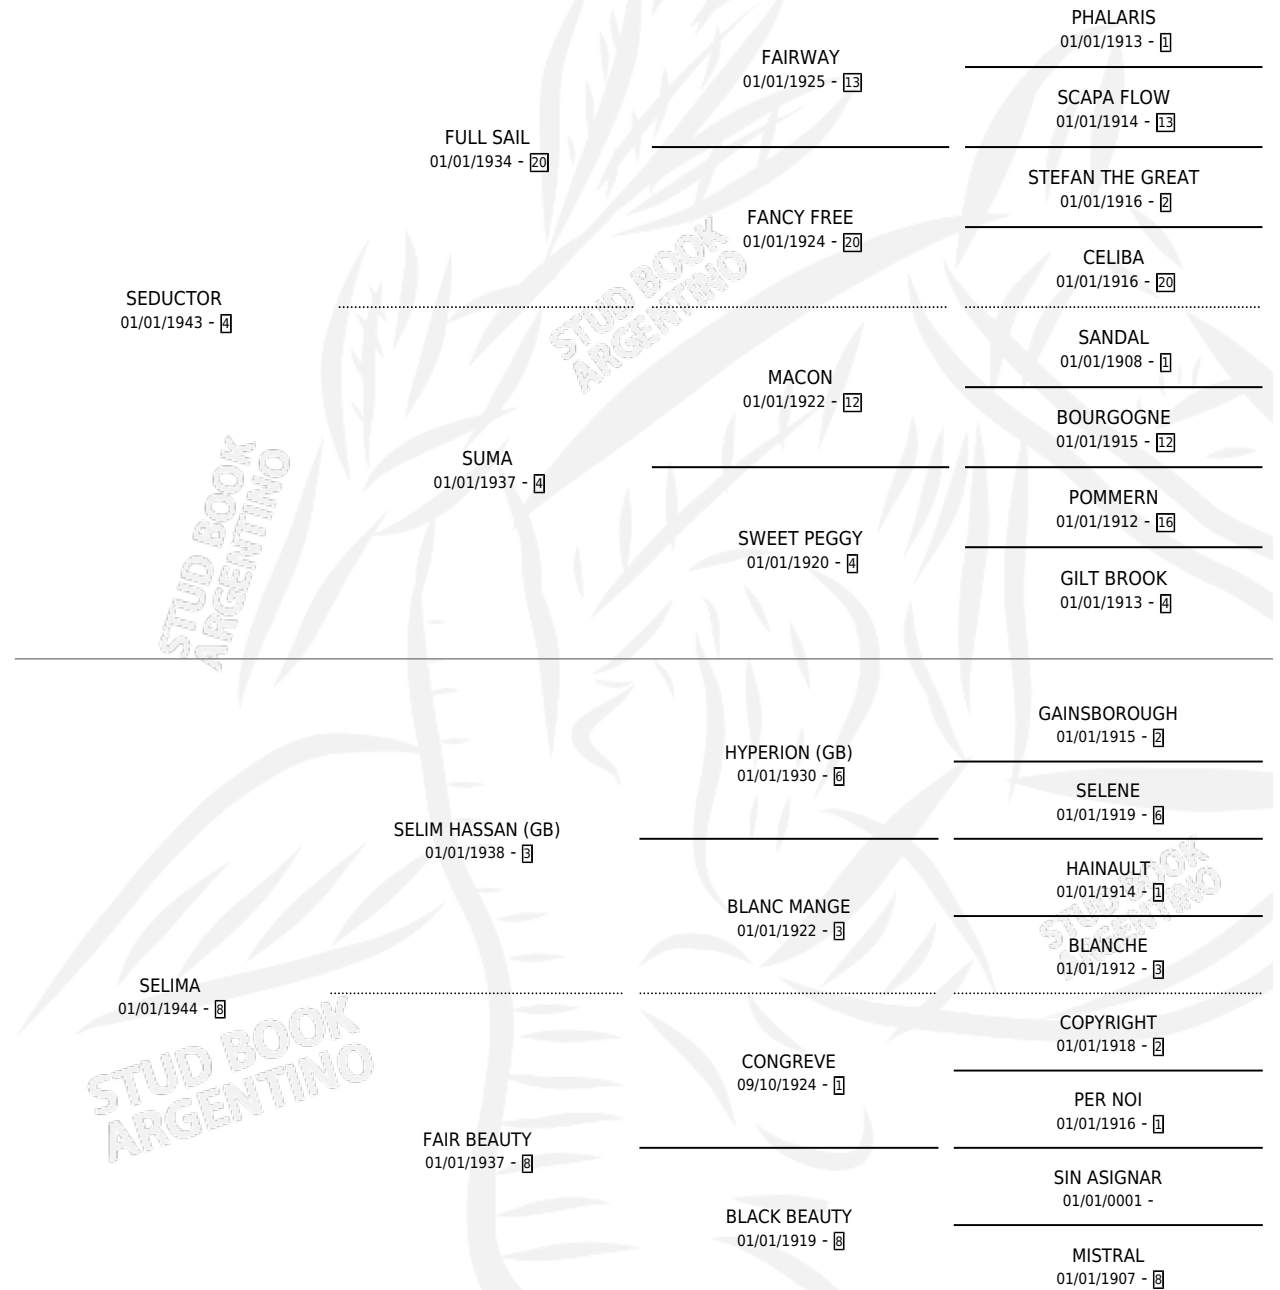 PHALARIS
01/01/1913 - 1
FAIRWAY
01/01/1925 - 13
SCAPA FLOW
01/01/1914 - 13
FULL SAIL
01/01/1934 - 20
STEFAN THE GREAT
01/01/1916 - 2
FANCY FREE
01/01/1924 - 20
CELIBA
01/01/1916 - 20
SEDUCTOR
01/01/1943 - 4
SANDAL
01/01/1908 - 1
MACON
01/01/1922 - 12
BOURGOGNE
01/01/1915 - 12
SUMA
01/01/1937 - 4
POMMERN
01/01/1912 - 16
SWEET PEGGY
01/01/1920 - 4
GILT BROOK
01/01/1913 - 4
STUD BOOK
ARGENTINO
STUD BOOK
ARGENTINO
GAINSBOROUGH
01/01/1915 - 2
HYPERION (GB)
01/01/1930 - 6
SELENE
01/01/1919 - 6
SELIM HASSAN (GB)
01/01/1938 - 3
HAINAULT
01/01/1914 - 1
BLANC MANGE
01/01/1922 - 3
BLANCHE
01/01/1912 - 3
STUD BOOK
ARGENTINO
SELIMA
01/01/1944 - 8
COPYRIGHT
01/01/1918 - 2
CONGREVE
09/10/1924 - 1
PER NOI
01/01/1916 - 1
FAIR BEAUTY
01/01/1937 - 8
SIN ASIGNAR
01/01/0001 -
BLACK BEAUTY
01/01/1919 - 8
MISTRAL
01/01/1907 - 8
STUD BOOK
ARGENTINO